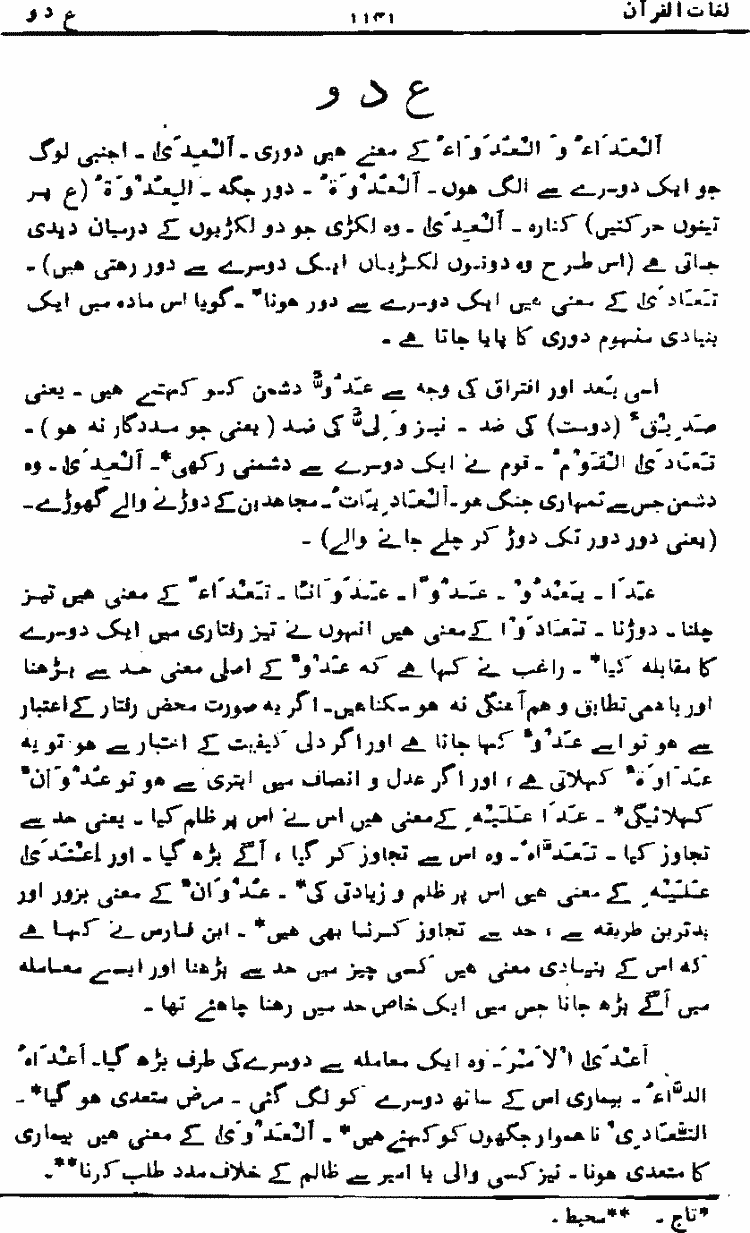 لغات القرآن ۱۱۴۱ ع د و
ع د و
اَلْعَدَاءُ وَ الْعَدَوَاءُ کے معنے ہیں دوری۔ اَلْعِدَیٰ۔ اجنبی لوگ
جو ایک دوسرے سے الگ ہوں۔ اَلْعَدْوَةُ۔ دور جگہ۔ الْعُدْوَةُ (ع پر
تینوں حرکتیں) کنارہ۔ اَلْعِدَیٰ۔ وہ لکڑی جو دو لکڑیوں کے درمیان دیدی
جاتی ہے (اس طرح وہ دونوں لکڑیاں ایک دوسرے سے دور رہتی ہیں)۔
تَعَادَیٰ کے معنی ہیں ایک دوسرے سے دور ہونا*۔ گویا اس مادہ میں ایک
بنیادی مفہوم دوری کا پایا جاتا ہے۔
اسی بُعد اور افتراق کی وجہ سے عَدُوٌّ دشمن کو کہتے ہیں۔ یعنی
صَدِیْقٌ (دوست) کی ضد۔ نیز وَلِیٌّ کی ضد (یعنی جو مددگار نہ ہو)۔
تَعَادَیٰ الْقَوْمُ۔ قوم نے ایک دوسرے سے دشمنی رکھی*۔ اَلْعِدَیٰ۔ وہ
دشمن جس سے تمہاری جنگ ہو۔ اَلْعَادِیَاتُ۔ مجاہدین کے دوڑنے والے گھوڑے۔
(یعنی دور دور تک دوڑ کر چلے جانے والے)۔
عَدَا۔ یَعْدُوْ۔ عَدْوًا۔ عَدَوَانًا۔ تَعْدَاءً کے معنی ہیں تیز
چلنا۔ دوڑنا۔ تَعَادَوْا کے معنی ہیں انہوں نے تیز رفتاری میں ایک دوسرے
کا مقابلہ کیا*۔ راغب نے کہا ہے کہ عَدْوٌ کے اصلی معنی حد سے بڑھنا
اور باہمی تطابق و ہم آہنگی نہ ہو سکنا ہیں۔ اگر یہ صورت محض رفتار کے اعتبار
سے ہو تو اسے عَدْوٌ کہا جاتا ہے اور اگر دلی کیفیت کے اعتبار سے ہو تو یہ
عَدَاوَةٌ کہلاتی ہے، اور اگر عدل و انصاف میں ابتری سے ہو تو عُدْوَانٌ
کہلائیگی*۔ عَدَا عَلَیْهِ کے معنی ہیں اس نے اس پر ظلم کیا۔ یعنی حد سے
تجاوز کیا۔ تَعَدَّاهُ۔ وہ اس سے تجاوز کر گیا، آگے بڑھ گیا۔ اور اِعْتَدَیٰ
عَلَیْهِ کے معنی ہیں اس پر ظلم و زیادتی کی*۔ عُدْوَانٌ کے معنی بزور اور
بدترین طریقہ سے، حد سے تجاوز کرنا بھی ہیں*۔ ابن فارس نے کہا ہے
کہ اس کے بنیادی معنی ہیں کسی چیز میں حد سے بڑھنا اور ایسے معاملہ
میں آگے بڑھ جانا جس میں ایک خاص حد میں رہنا چاہئے تھا۔
اَعْدَیٰ الْاَمْرَ۔ وہ ایک معاملہ سے دوسرے کی طرف بڑھ گیا۔ اَعْدَاهُ
الدَّاءُ۔ بیماری اس کے ساتھ دوسرے کو لگ گئی۔ مرض متعدی ہو گیا*۔
التَّعَادِیْ ناہموار جگہوں کو کہتے ہیں*۔ اَلْعَدْوَیٰ کے معنی ہیں بیماری
کا متعدی ہونا۔ نیز کسی والی یا امیر سے ظالم کے خلاف مدد طلب کرنا**۔
*تاج۔ **محیط۔